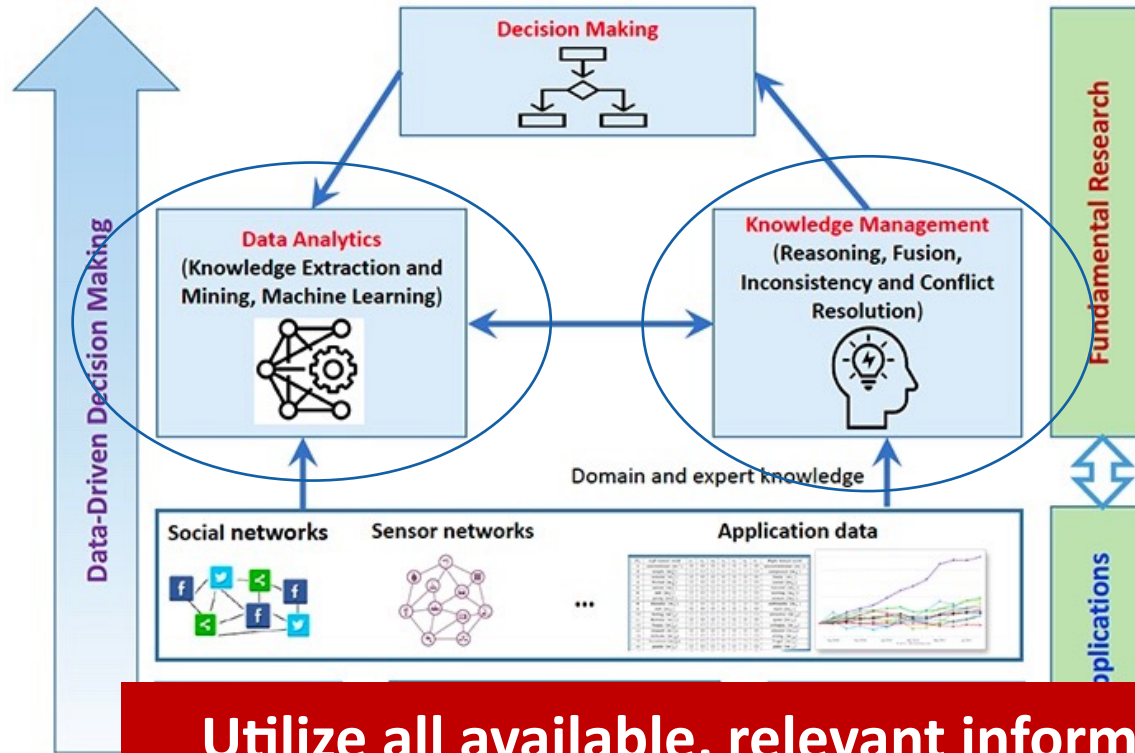 Decision Making
Data Analytics
(Knowledge Extraction and
Mining, Machine Learning)
Knowledge Management
(Reasoning, Fusion,
Inconsistency and Conflict
Resolution)
Data-Driven Decision Making
Fundamental Research
Domain and expert knowledge
Social networks
Sensor networks
...
Application data
pplications
Utilize all available, relevant inform